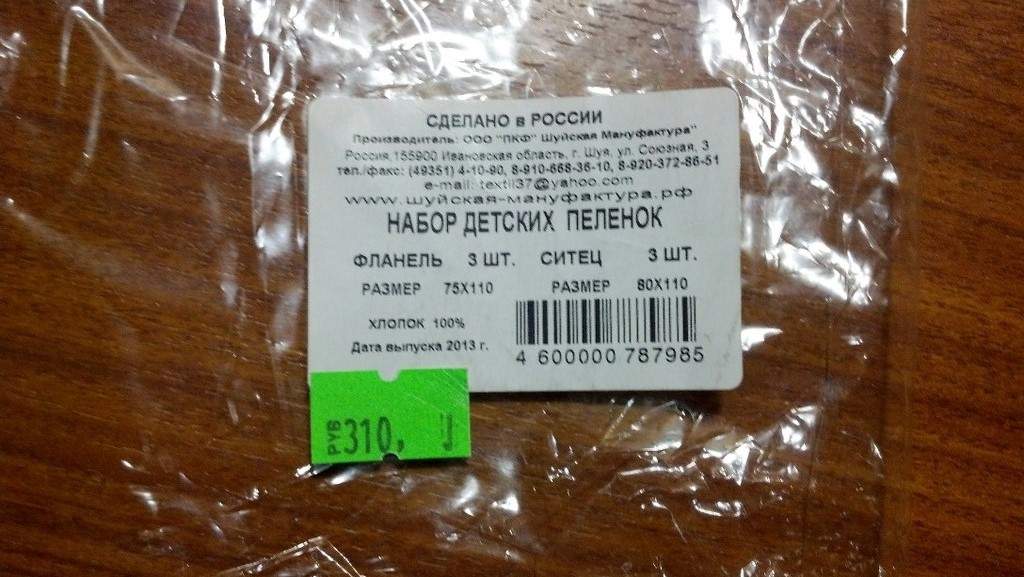 СДЕЛАНО в РОССИИ
Производитель: ООО "ПКФ" Шуйская Мануфактура"
Россия,155900 Ивановская область, г. Шуя, ул. Союзная, 3
тел./факс: (49351) 4-10-90, 8-910-668-36-10, 8-920-372-86-51
e-mail: textil37@yahoo.com
www.шуйская-мануфактура.рф
НАБОР ДЕТСКИХ ПЕЛЕНОК
ФЛАНЕЛЬ 3 ШТ. СИТЕЦ 3 ШТ.
РАЗМЕР 75Х110 РАЗМЕР 80Х110
ХЛОПОК 100%
Дата выпуска 2013 г.
4 600000 787985
РУБ 310,